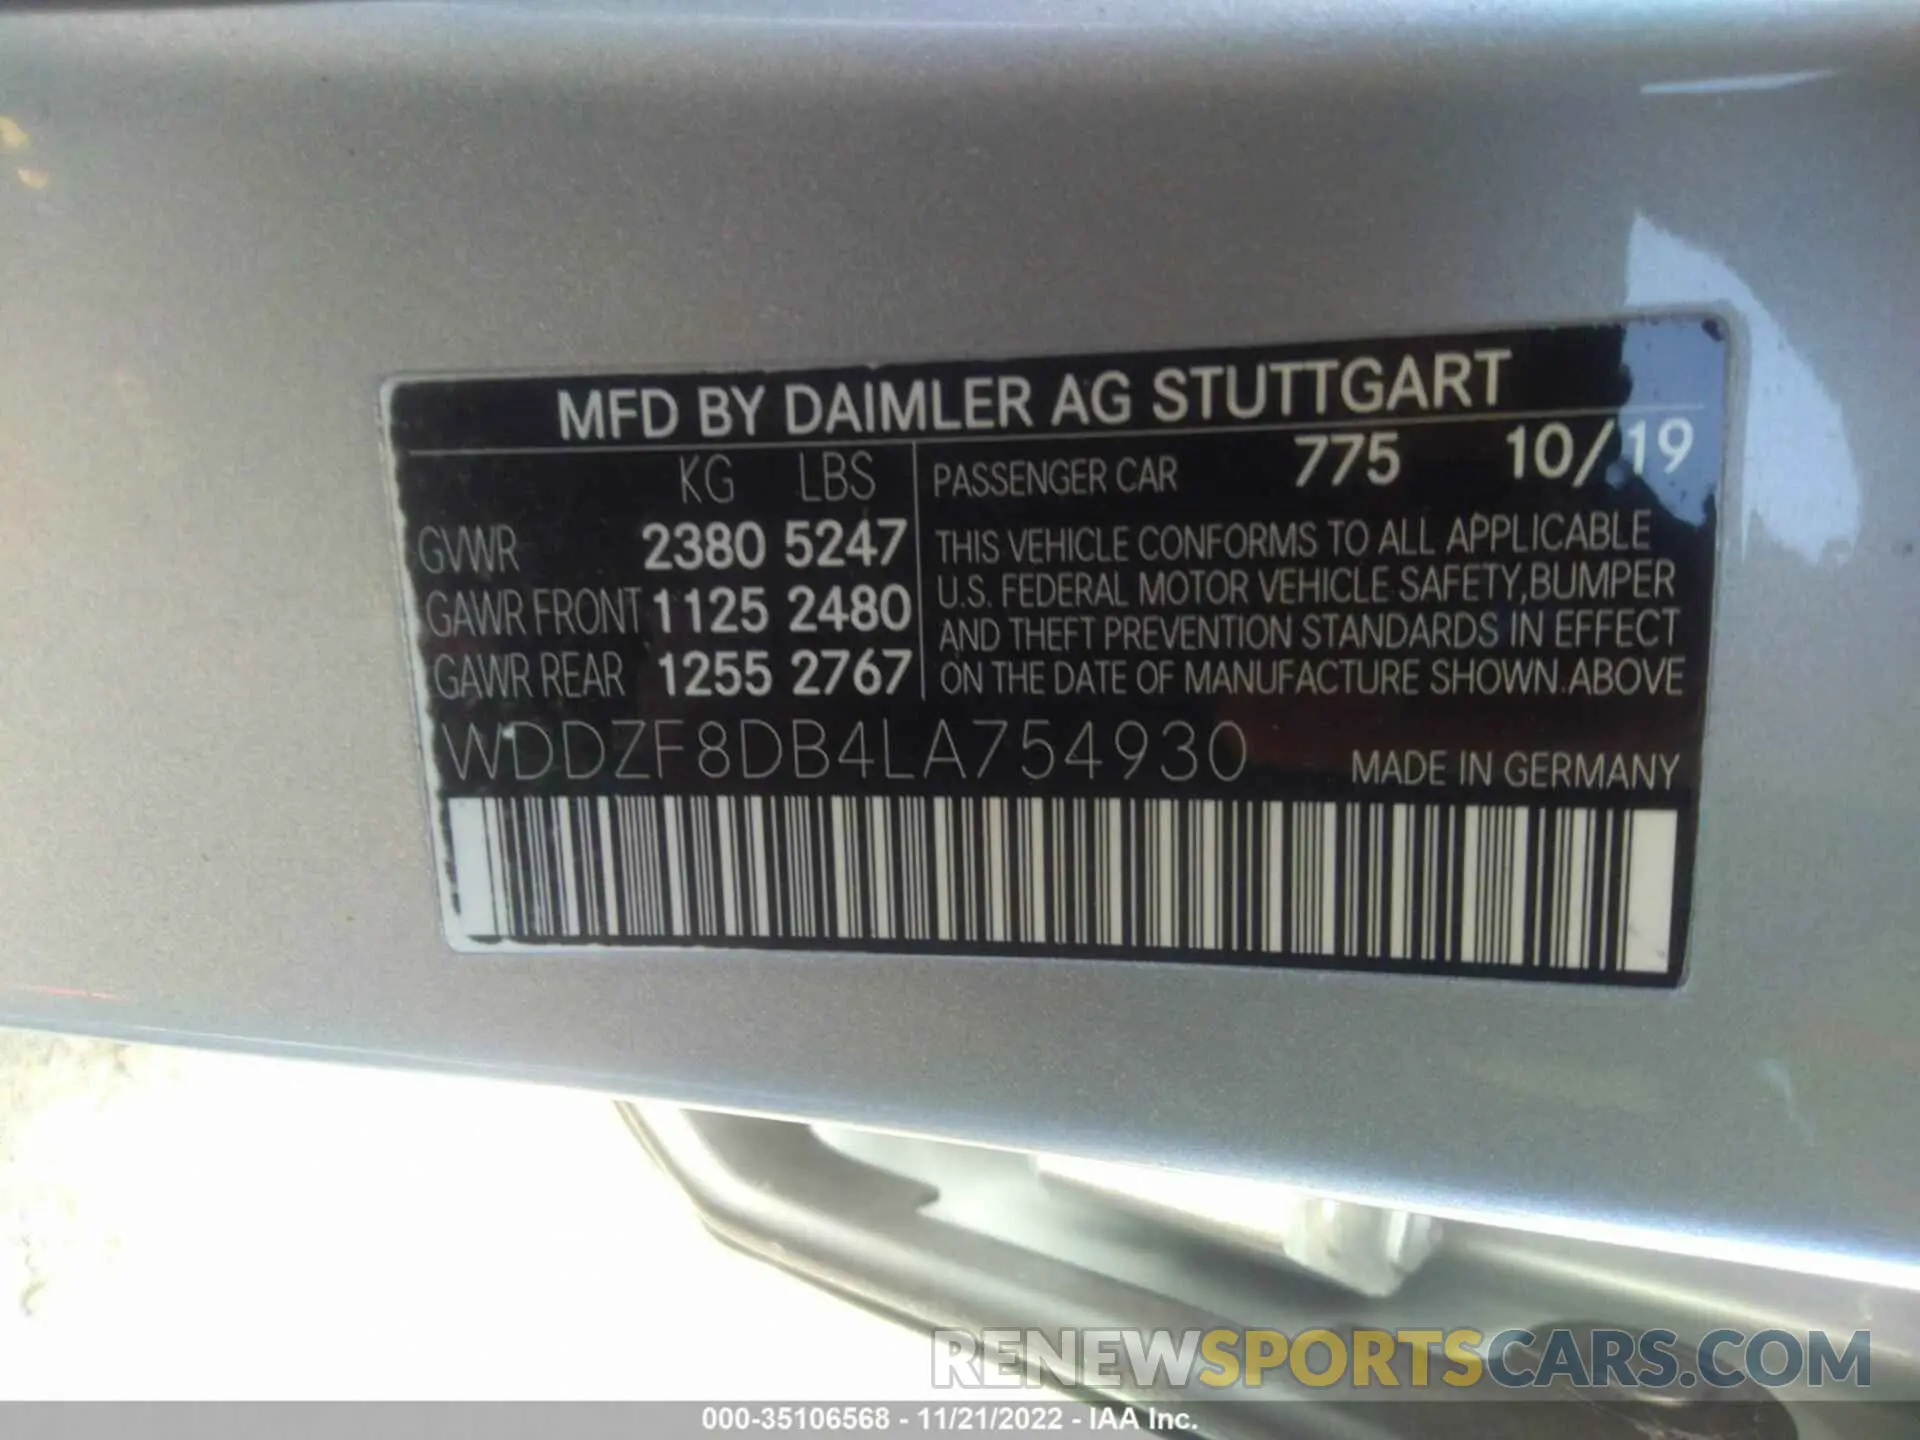 MFD BY DAIMLER AG STUTTGART
KG LBS
GVWR 2380 5247
GAWR FRONT 1125 2480
GAWR REAR 1255 2767
PASSENGER CAR 775 10/19
THIS VEHICLE CONFORMS TO ALL APPLICABLE
U.S. FEDERAL MOTOR VEHICLE SAFETY, BUMPER
AND THEFT PREVENTION STANDARDS IN EFFECT
ON THE DATE OF MANUFACTURE SHOWN ABOVE
WDDZF8DB4LA754930
MADE IN GERMANY
RENEWSPORTSCARS.COM
000-35106568 - 11/21/2022 - IAA Inc.